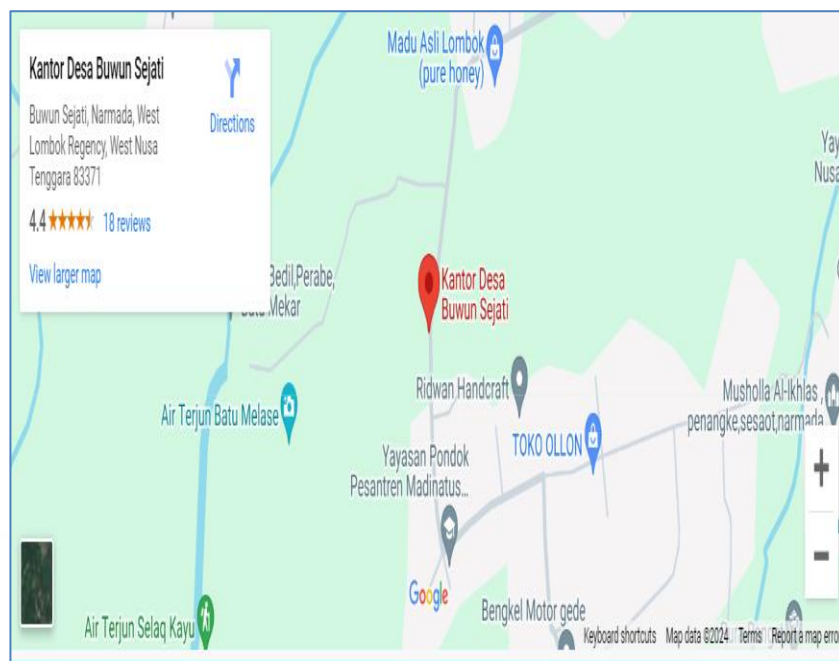 Kantor Desa Buwun Sejati
Buwun Sejati, Narmada, West
Lombok Regency, West Nusa
Tenggara 83371
Directions
4.4
18 reviews
View larger map
Madu Asli Lombok
(pure honey)
Bedil,Perabe,
Mekar
Kantor Desa
Buwun Sejati
Ridwan Handcraft
Air Terjun Batu Melase
TOKO OLLON
Musholla Al-Ikhlas ,
penangke,sesaot,narmada
Yayasan Pondok
Pesantren Madinatus...
+
−
Google
Air Terjun Selaq Kayu
Bengkel Motor gede
Keyboard shortcuts Map data ©2024 Terms Report a map erro